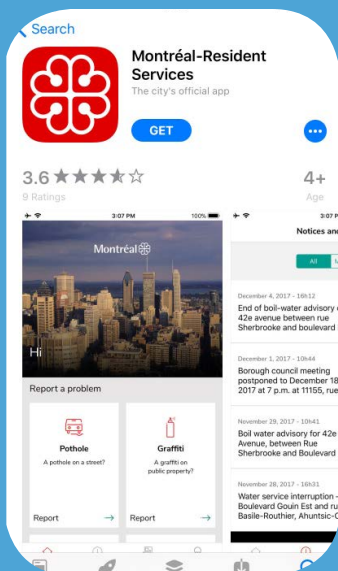 Search
Montréal-Resident
Services
The city's official app
GET
3.6
4+
9 Ratings
Age
3:07 PM
100%
3:07 PM
Montréal
Notices and
All
Hi
December 4, 2017 - 16h12
End of boil-water advisory
42e avenue between rue
Sherbrooke and boulevard
Report a problem
December 1, 2017 - 10h44
Borough council meeting
postponed to December 18
2017 at 7 p.m. at 11155, rue
Pothole
A pothole on a street?
Graffiti
A graffiti on
public property?
November 29, 2017 - 10h41
Boil water advisory for 42e
Avenue, between Rue
Sherbrooke and Boulevard
November 28, 2017 - 16h31
Water service interruption -
Boulevard Gouin Est and ru
Basile-Routhier, Ahuntsic-C
Report
Report